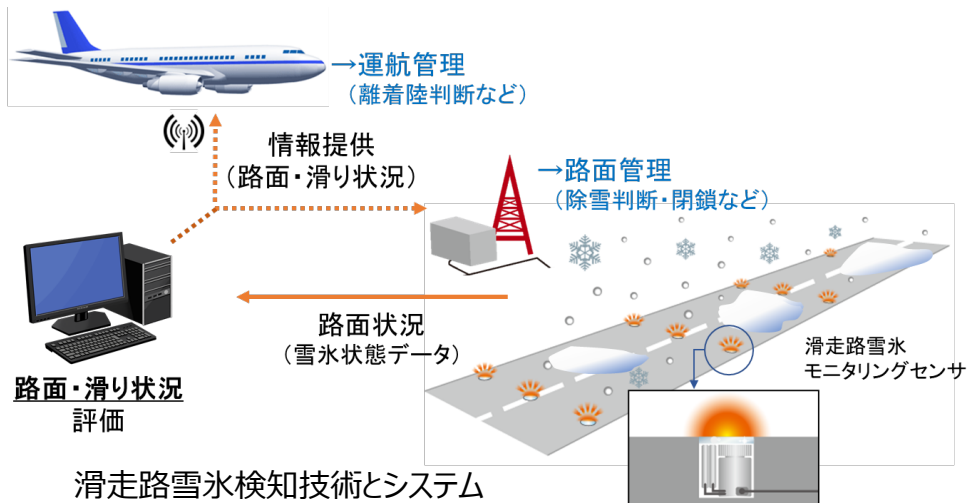 →運航管理
（離着陸判断など）
情報提供
（路面・滑り状況）
→路面管理
（除雪判断・閉鎖など）
路面状況
（雪氷状態データ）
滑走路雪氷
モニタリングセンサ
路面・滑り状況
評価
滑走路雪氷検知技術とシステム